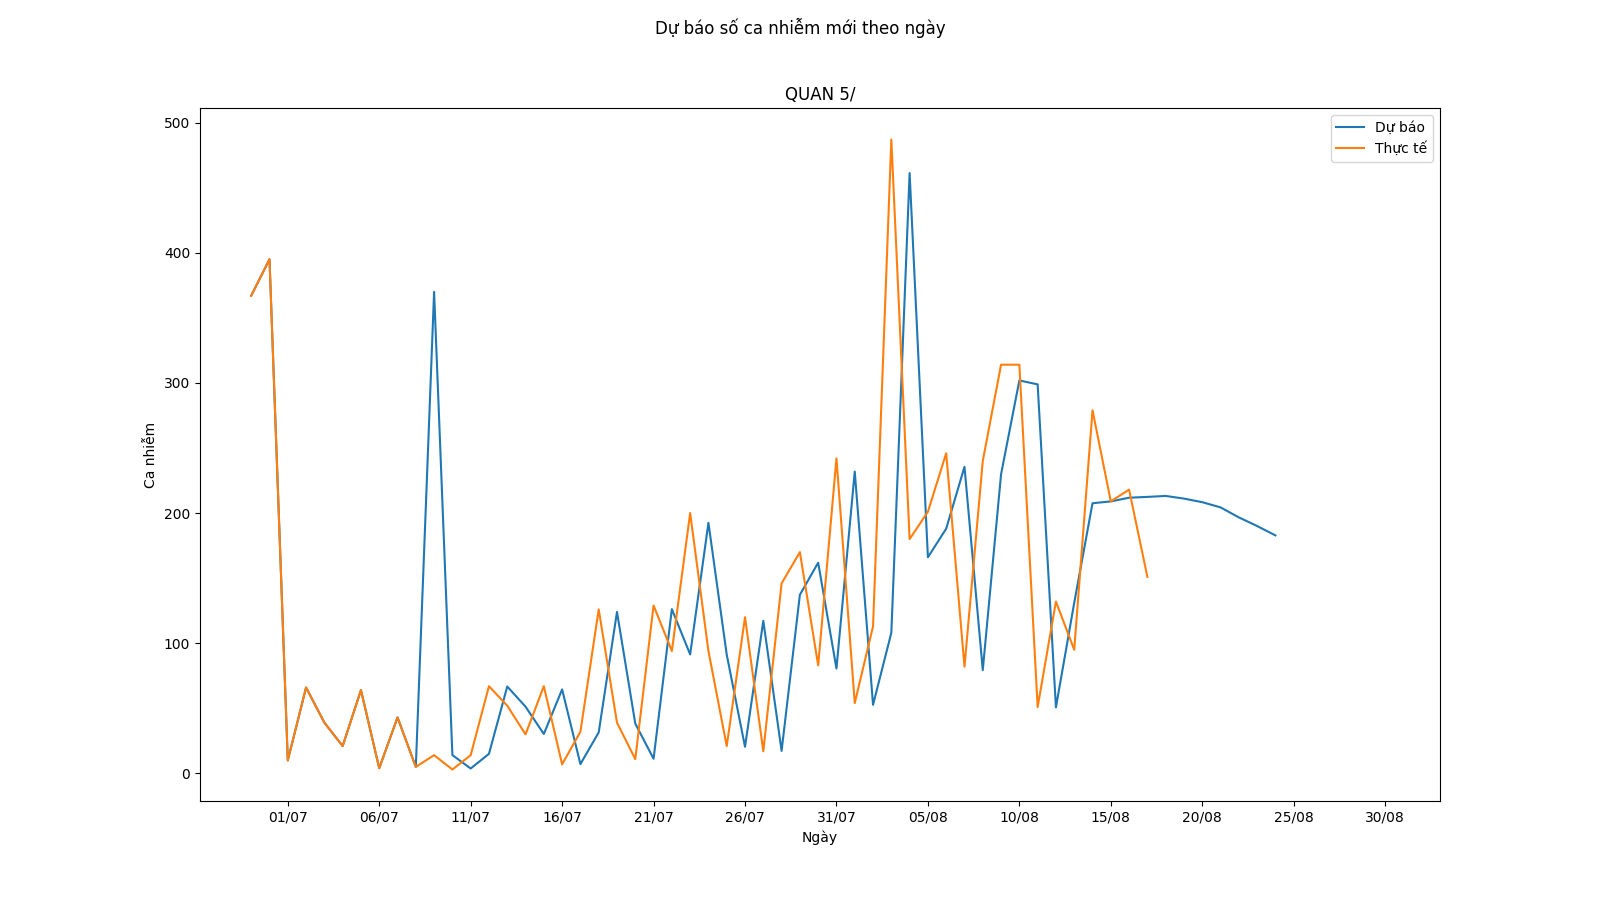 Dự báo số ca nhiễm mới theo ngày
QUAN 5/
Dự báo
Thực tế
500
400
300
200
100
0
Ca nhiễm
01/07 06/07 11/07 16/07 21/07 26/07 31/07 05/08 10/08 15/08 20/08 25/08 30/08
Ngày